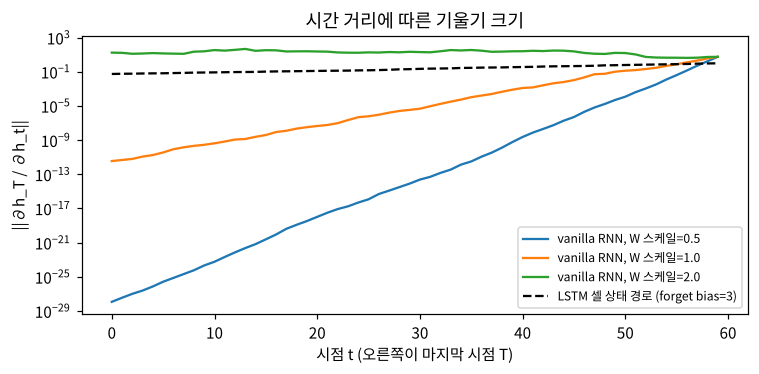 시간 거리에 따른 기울기 크기
||∂h_T / ∂h_t||
10³
10⁻¹
10⁻⁵
10⁻⁹
10⁻¹³
10⁻¹⁷
10⁻²¹
10⁻²⁵
10⁻²⁹
vanilla RNN, W 스케일=0.5
vanilla RNN, W 스케일=1.0
vanilla RNN, W 스케일=2.0
LSTM 셀 상태 경로 (forget bias=3)
0 10 20 30 40 50 60
시점 t (오른쪽이 마지막 시점 T)